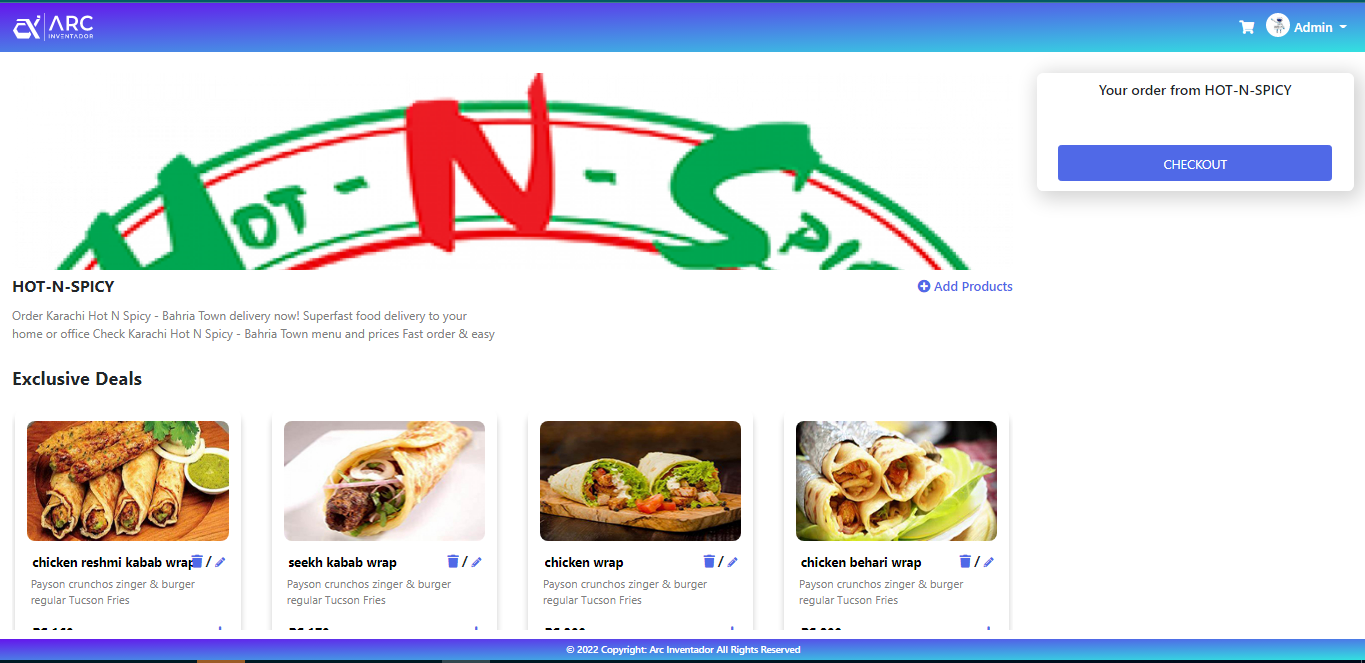 ARC
INVENTADOR
Admin
HOT-N-SPICY
Your order from HOT-N-SPICY
CHECKOUT
HOT-N-SPICY
Add Products
Order Karachi Hot N Spicy - Bahria Town delivery now! Superfast food delivery to your
home or office Check Karachi Hot N Spicy - Bahria Town menu and prices Fast order & easy
Exclusive Deals
chicken reshmi kabab wrap /
Payson crunchos zinger & burger
regular Tucson Fries
seekh kabab wrap /
Payson crunchos zinger & burger
regular Tucson Fries
chicken wrap /
Payson crunchos zinger & burger
regular Tucson Fries
chicken behari wrap /
Payson crunchos zinger & burger
regular Tucson Fries
© 2022 Copyright: Arc Inventador All Rights Reserved